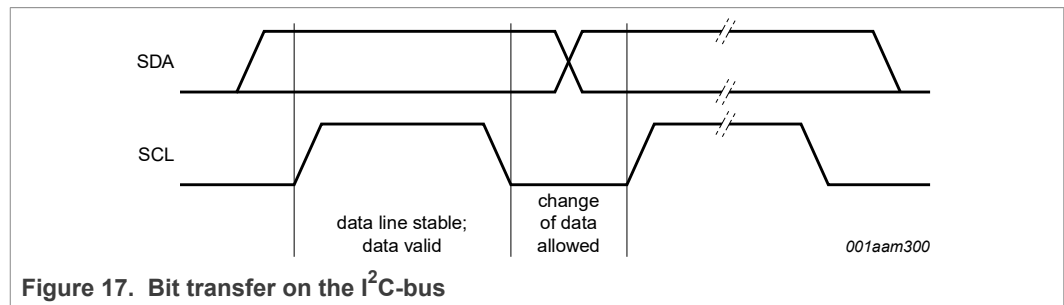 SDA
SCL
data line stable;
data valid
change
of data
allowed
001aam300
Figure 17. Bit transfer on the I²C-bus